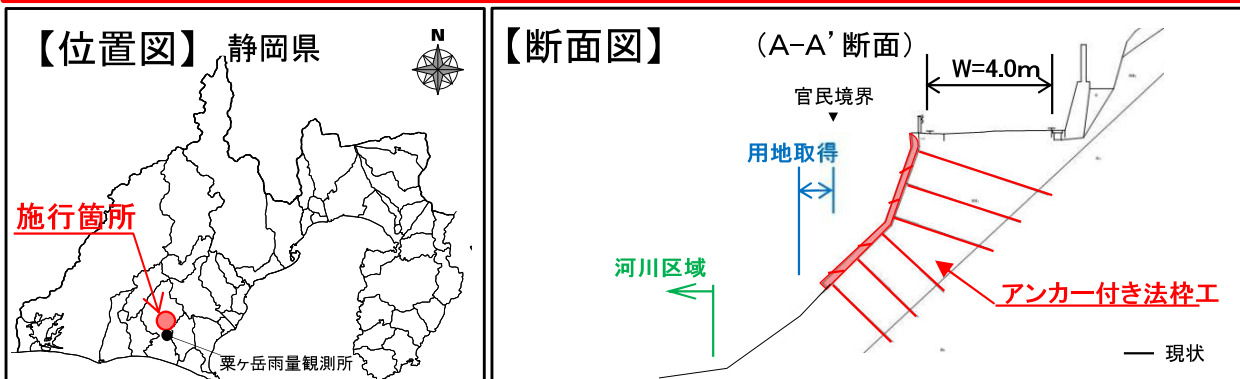 【位置図】 静岡県
N
施行箇所
粟ヶ岳雨量観測所
【断面図】 (A-A'断面)
W=4.0m
官民境界
用地取得
河川区域
アンカー付き法枠工
現状